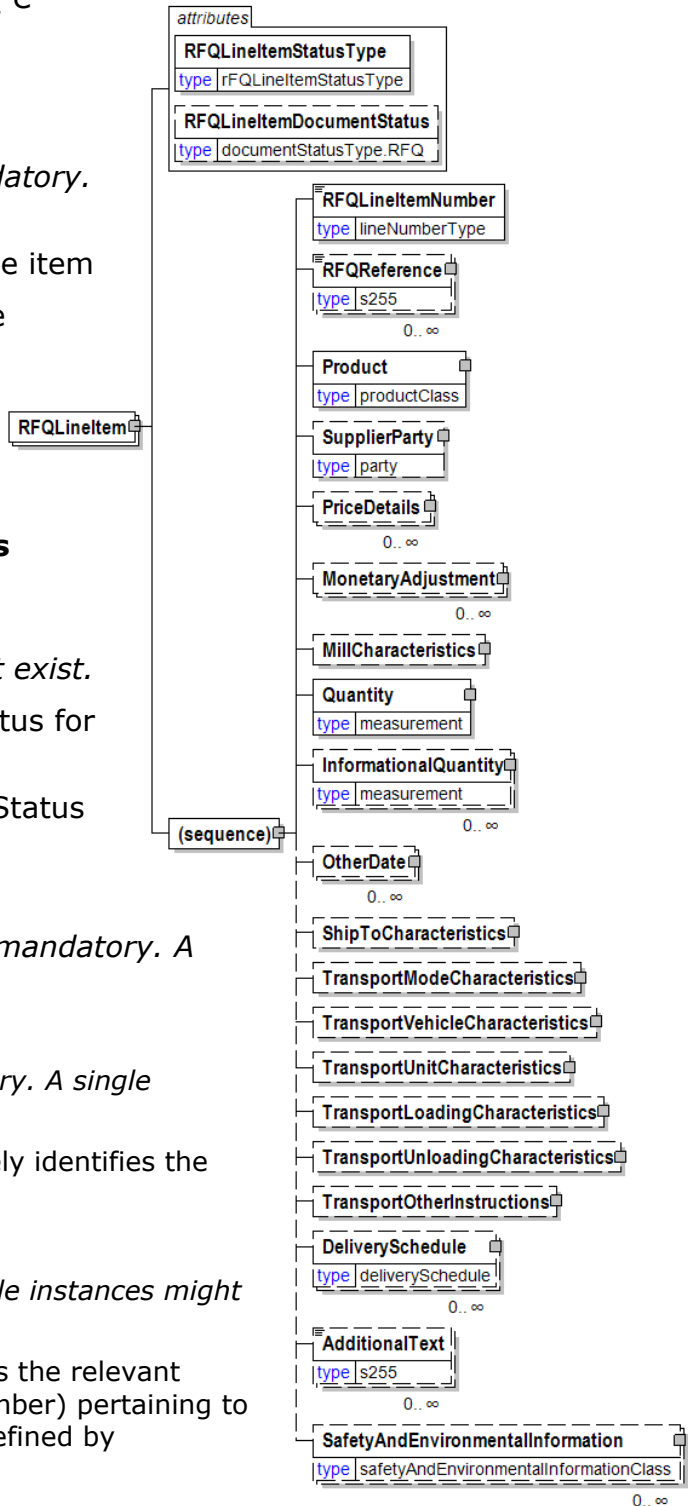 e
datory.
e item
e
s
t exist.
tus for
Status
mandatory. A
ry. A single
ely identifies the
le instances might
s the relevant
mber) pertaining to
efined by
RFQLineItem
attributes
RFQLineItemStatusType
type rFQLineItemStatusType
RFQLineItemDocumentStatus
type documentStatusType.RFQ
(sequence)
RFQLineItemNumber
type lineNumberType
RFQReference
type s255
0.. ∞
Product
type productClass
SupplierParty
type party
PriceDetails
0.. ∞
MonetaryAdjustment
0.. ∞
MillCharacteristics
Quantity
type measurement
InformationalQuantity
type measurement
0.. ∞
OtherDate
0.. ∞
ShipToCharacteristics
TransportModeCharacteristics
TransportVehicleCharacteristics
TransportUnitCharacteristics
TransportLoadingCharacteristics
TransportUnloadingCharacteristics
TransportOtherInstructions
DeliverySchedule
type deliverySchedule
0.. ∞
AdditionalText
type s255
0.. ∞
SafetyAndEnvironmentalInformation
type safetyAndEnvironmentalInformationClass
0.. ∞